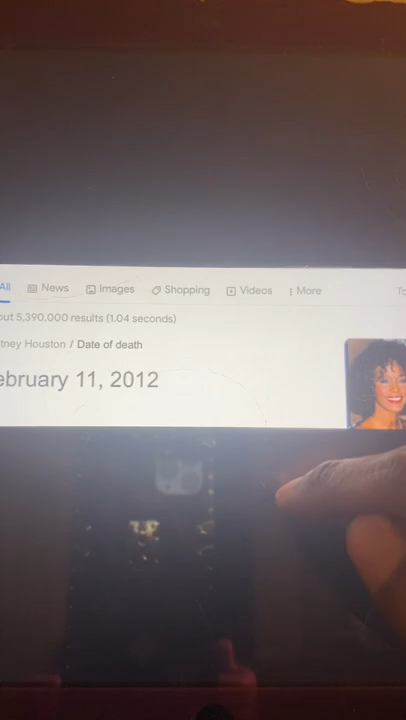 All News Images Shopping Videos More To
out 5,390,000 results (1.04 seconds)
tney Houston / Date of death
ebruary 11, 2012